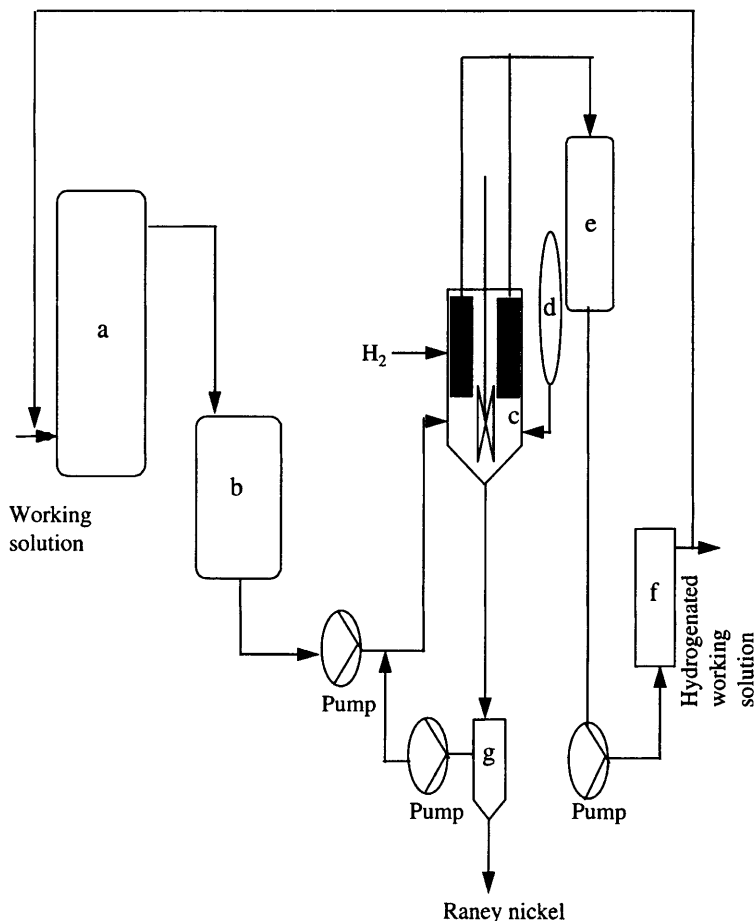 e
a
d
H2
c
b
Working
solution
f
Hydrogenated
working
solution
Pump
g
Pump
Pump
Raney nickel